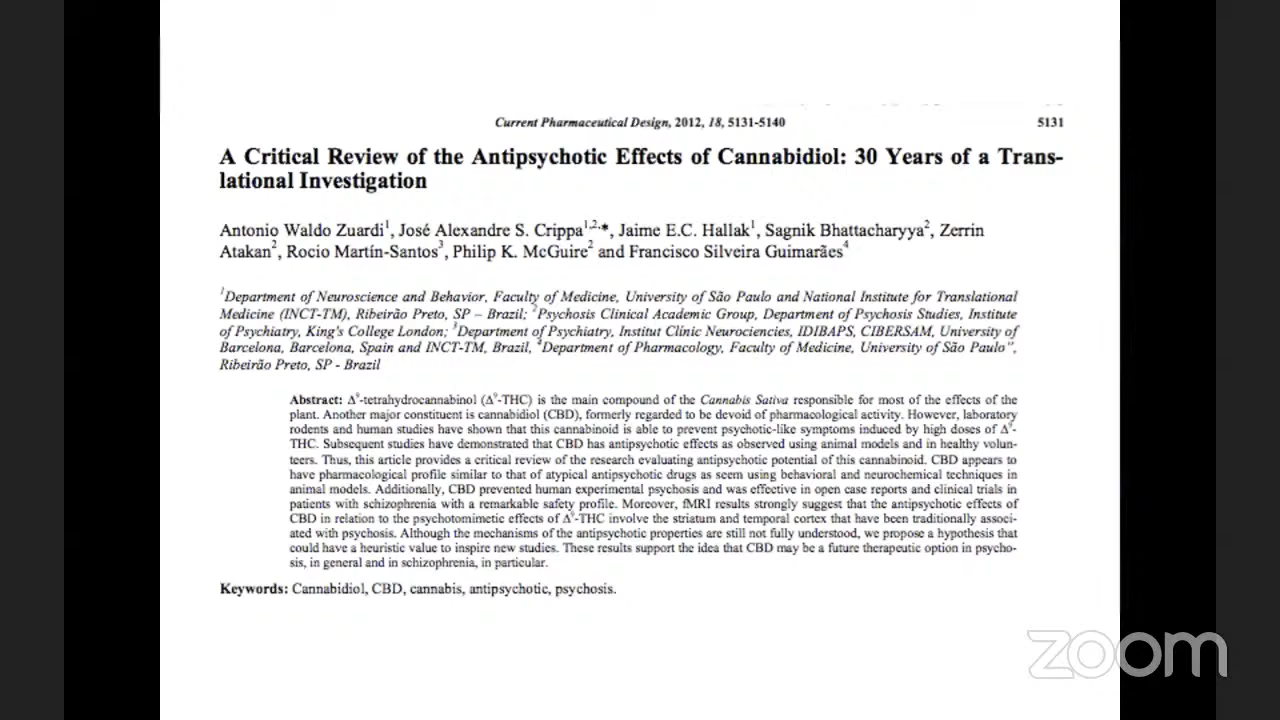 Current Pharmaceutical Design, 2012, 18, 5131-5140 5131
A Critical Review of the Antipsychotic Effects of Cannabidiol: 30 Years of a Trans-
lational Investigation
Antonio Waldo Zuardi1, José Alexandre S. Crippa1,2,*, Jaime E.C. Hallak1, Sagnik Bhattacharyya2, Zerrin
Atakan2, Rocio Martín-Santos3, Philip K. McGuire2 and Francisco Silveira Guimarães4
1Department of Neuroscience and Behavior, Faculty of Medicine, University of São Paulo and National Institute for Translational
Medicine (INCT-TM), Ribeirão Preto, SP – Brazil; 2Psychosis Clinical Academic Group, Department of Psychosis Studies, Institute
of Psychiatry, King's College London; 3Department of Psychiatry, Institut Clínic Neurociencies, IDIBAPS, CIBERSAM, University of
Barcelona, Barcelona, Spain and INCT-TM, Brazil, 4Department of Pharmacology, Faculty of Medicine, University of São Paulo",
Ribeirão Preto, SP - Brazil
Abstract: Δ9-tetrahydrocannabinol (Δ9-THC) is the main compound of the Cannabis Sativa responsible for most of the effects of the
plant. Another major constituent is cannabidiol (CBD), formerly regarded to be devoid of pharmacological activity. However, laboratory
rodents and human studies have shown that this cannabinoid is able to prevent psychotic-like symptoms induced by high doses of Δ9-
THC. Subsequent studies have demonstrated that CBD has antipsychotic effects as observed using animal models and in healthy volun-
teers. Thus, this article provides a critical review of the research evaluating antipsychotic potential of this cannabinoid. CBD appears to
have pharmacological profile similar to that of atypical antipsychotic drugs as seem using behavioral and neurochemical techniques in
animal models. Additionally, CBD prevented human experimental psychosis and was effective in open case reports and clinical trials in
patients with schizophrenia with a remarkable safety profile. Moreover, fMRI results strongly suggest that the antipsychotic effects of
CBD in relation to the psychotomimetic effects of Δ9-THC involve the striatum and temporal cortex that have been traditionally associ-
ated with psychosis. Although the mechanisms of the antipsychotic properties are still not fully understood, we propose a hypothesis that
could have a heuristic value to inspire new studies. These results support the idea that CBD may be a future therapeutic option in psycho-
sis, in general and in schizophrenia, in particular.
Keywords: Cannabidiol, CBD, cannabis, antipsychotic, psychosis.
zoom